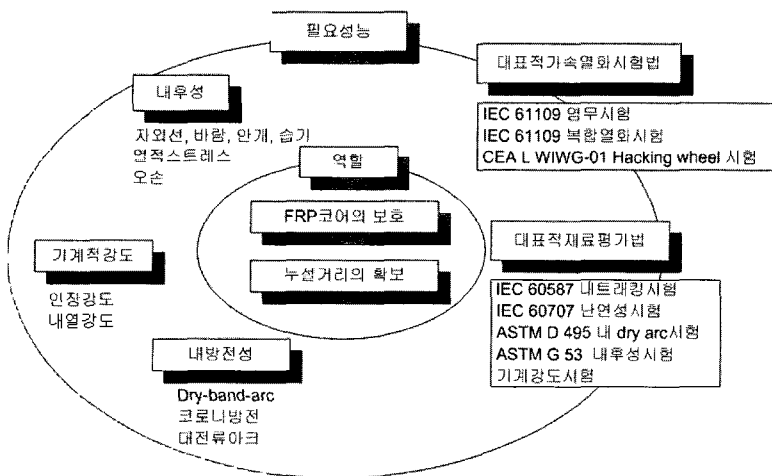 필요성능
대표적가속열화시험법
IEC 61109 염무시험
IEC 61109 복합열화시험
CEA L WIWG-01 Hacking wheel 시험
내후성
자외선, 바람, 안개, 습기
열적스트레스
오손
역할
FRP코어의 보호
누설거리의 확보
기계적강도
인장강도
내열강도
대표적재료평가법
IEC 60587 내트래킹시험
IEC 60707 난연성시험
ASTM D 495 내 dry arc시험
ASTM G 53 내후성시험
기계강도시험
내방전성
Dry-band-arc
코로나방전
대전류아크